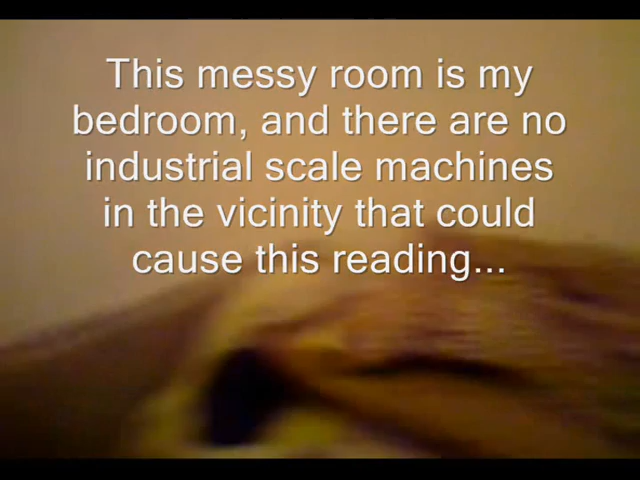 This messy room is my
bedroom, and there are no
industrial scale machines
in the vicinity that could
cause this reading...